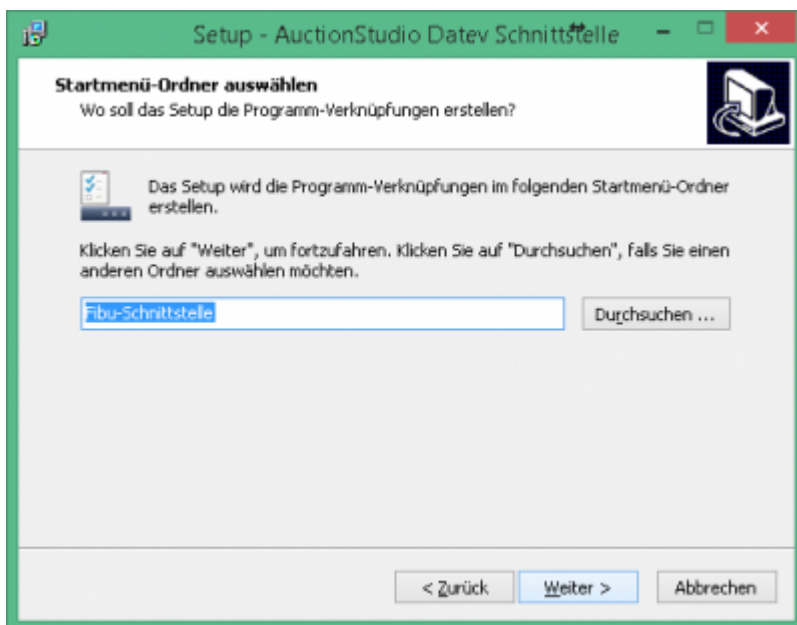 Setup - AuctionStudio Datev Schnittstelle
Startmenü-Ordner auswählen
Wo soll das Setup die Programm-Verknüpfungen erstellen?
Das Setup wird die Programm-Verknüpfungen im folgenden Startmenü-Ordner
erstellen.
Klicken Sie auf "Weiter", um fortzufahren. Klicken Sie auf "Durchsuchen", falls Sie einen
anderen Ordner auswählen möchten.
Fibu-Schnittstelle
Durchsuchen ...
< Zurück
Weiter >
Abbrechen